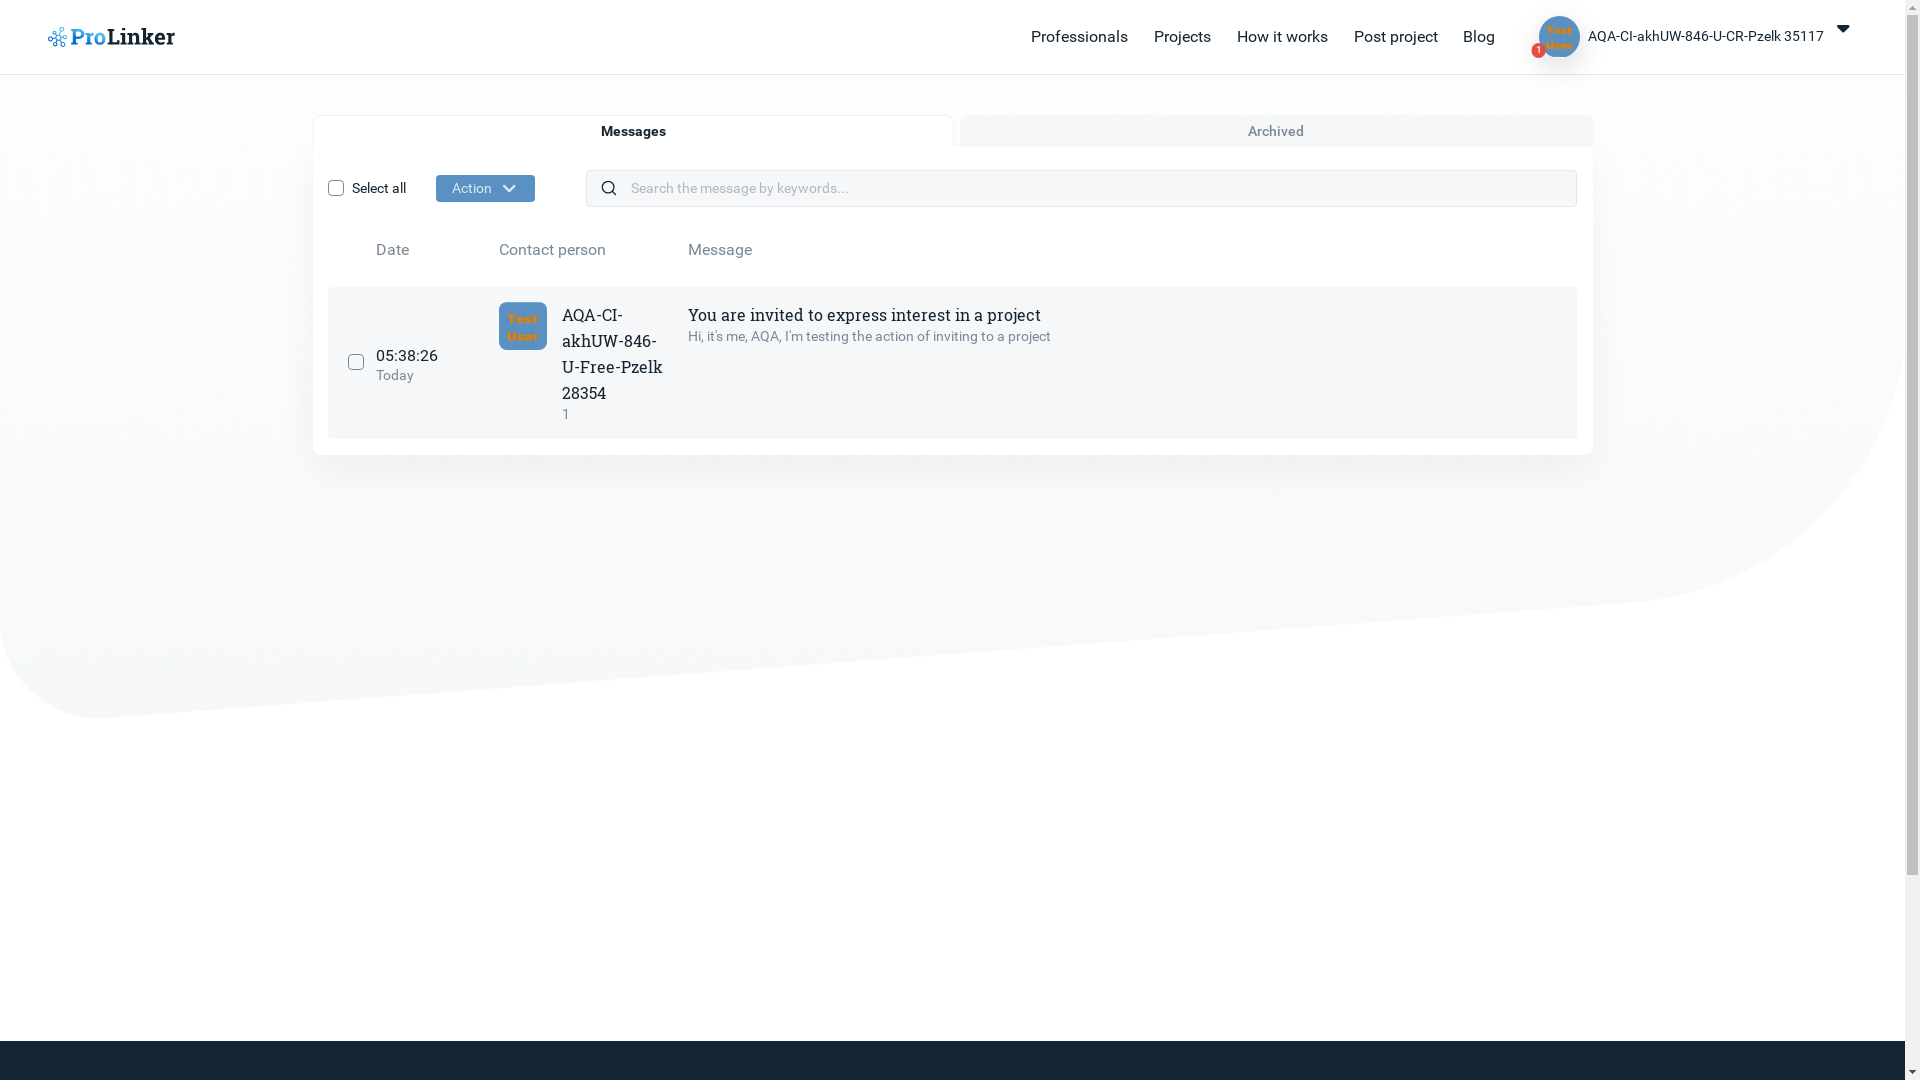 ProLinker
Professionals
Projects
How it works
Post project
Blog
Test
User
1
AQA-CI-akhUW-846-U-CR-Pzelk 35117
Messages
Archived
Select all
Action
Search the message by keywords...
Date
Contact person
Message
05:38:26
Today
Test
User
AQA-CI-
akhUW-846-
U-Free-Pzelk
28354
1
You are invited to express interest in a project
Hi, it's me, AQA, I'm testing the action of inviting to a project